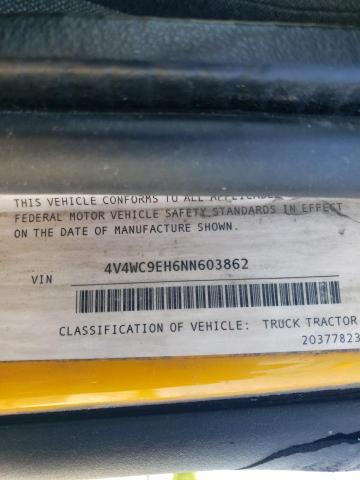 THIS VEHICLE CONFORMS TO ALL APPLICABLE
FEDERAL MOTOR VEHICLE SAFETY STANDARDS IN EFFECT
ON THE DATE OF MANUFACTURE SHOWN.
VIN 4V4WC9EH6NN603862
CLASSIFICATION OF VEHICLE: TRUCK TRACTOR
20377823